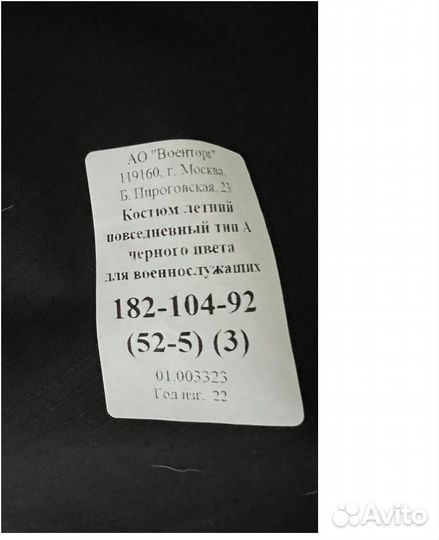 АО "Военторг"
119160, г. Москва,
Б. Пироговская, 23
Костюм летний
повседневный тип А
черного цвета
для военнослужащих
182-104-92
(52-5) (3)
01.003323
Год изг. 22
Avito